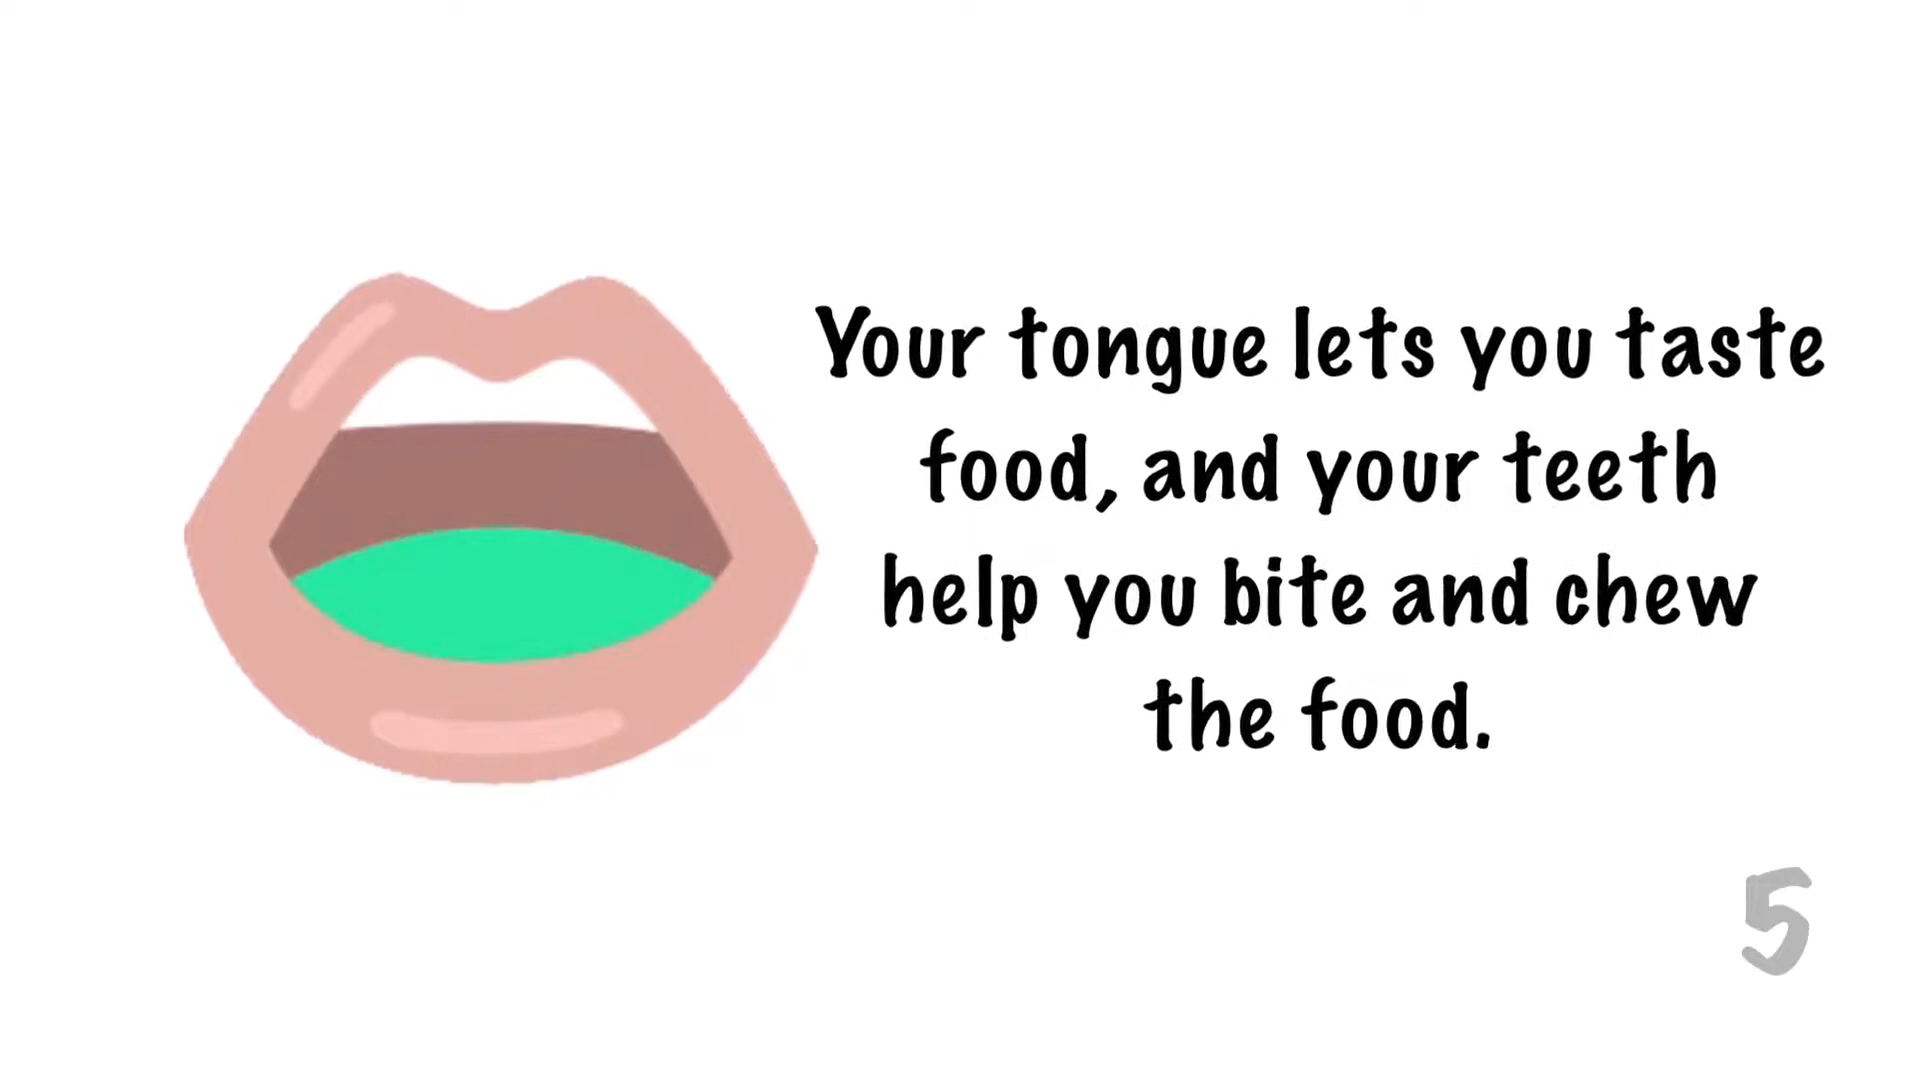 Your tongue lets you taste
food, and your teeth
help you bite and chew
the food.
5